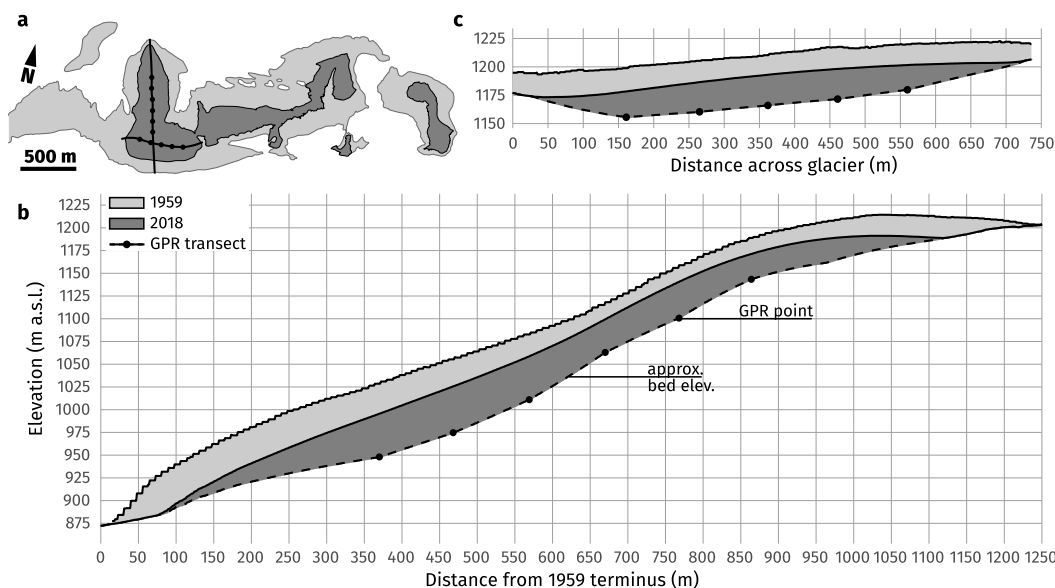 a
N
500 m
c
1225
1200
1175
1150
0 50 100 150 200 250 300 350 400 450 500 550 600 650 700 750
Distance across glacier (m)
b
1959
2018
GPR transect
1225
1200
1175
1150
1125
1100
1075
1050
1025
1000
975
950
925
900
875
Elevation (m a.s.l.)
GPR point
approx.
bed elev.
0 50 100 150 200 250 300 350 400 450 500 550 600 650 700 750 800 850 900 950 1000 1050 1100 1150 1200 1250
Distance from 1959 terminus (m)